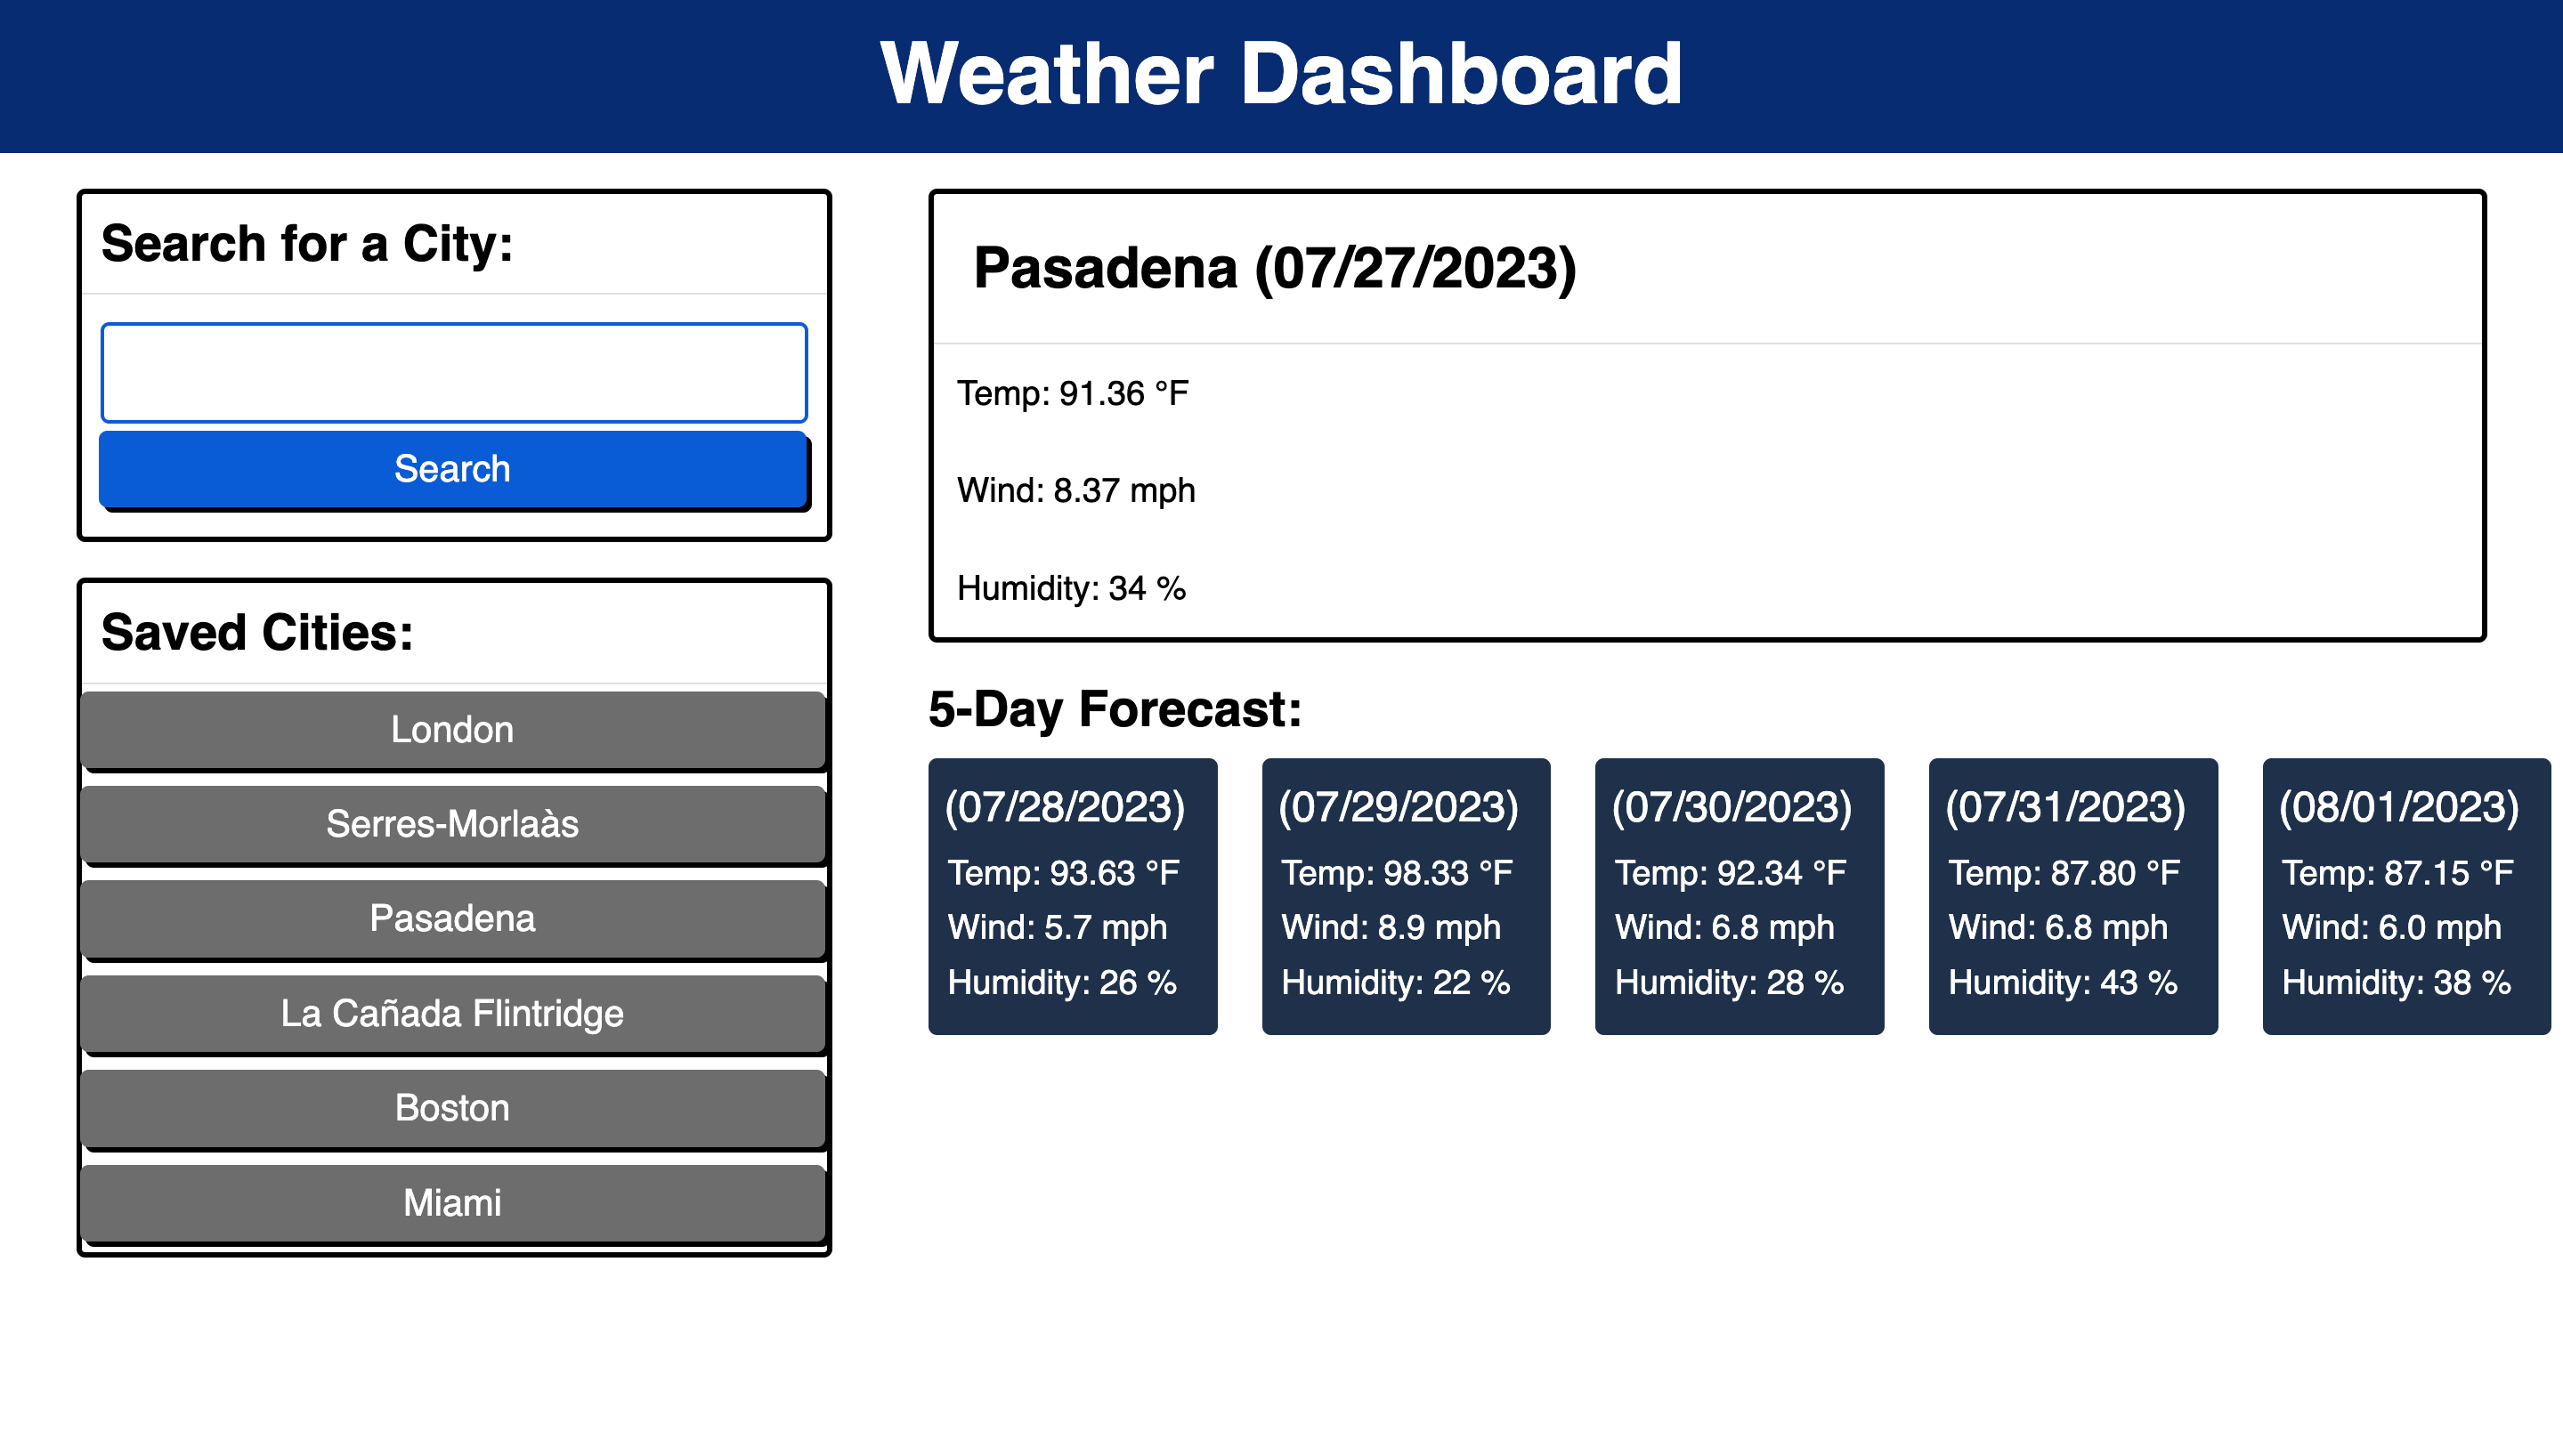 Weather Dashboard
Search for a City:
Search
Saved Cities:
London
Serres-Morlaàs
Pasadena
La Cañada Flintridge
Boston
Miami
Pasadena (07/27/2023)
Temp: 91.36 °F
Wind: 8.37 mph
Humidity: 34 %
5-Day Forecast:
(07/28/2023)
Temp: 93.63 °F
Wind: 5.7 mph
Humidity: 26 %
(07/29/2023)
Temp: 98.33 °F
Wind: 8.9 mph
Humidity: 22 %
(07/30/2023)
Temp: 92.34 °F
Wind: 6.8 mph
Humidity: 28 %
(07/31/2023)
Temp: 87.80 °F
Wind: 6.8 mph
Humidity: 43 %
(08/01/2023)
Temp: 87.15 °F
Wind: 6.0 mph
Humidity: 38 %